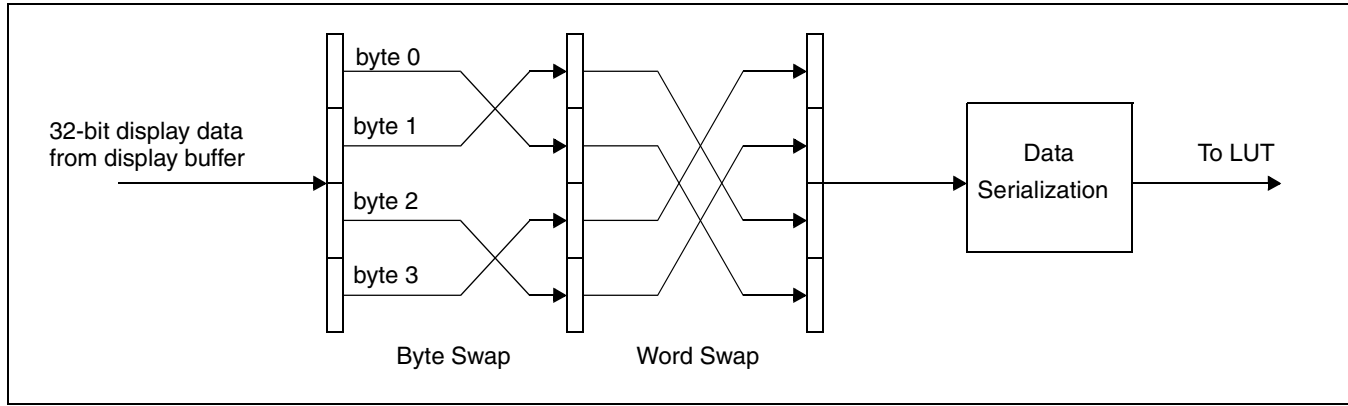 byte 0
byte 1
32-bit display data
from display buffer
byte 2
byte 3
Byte Swap
Word Swap
Data
Serialization
To LUT